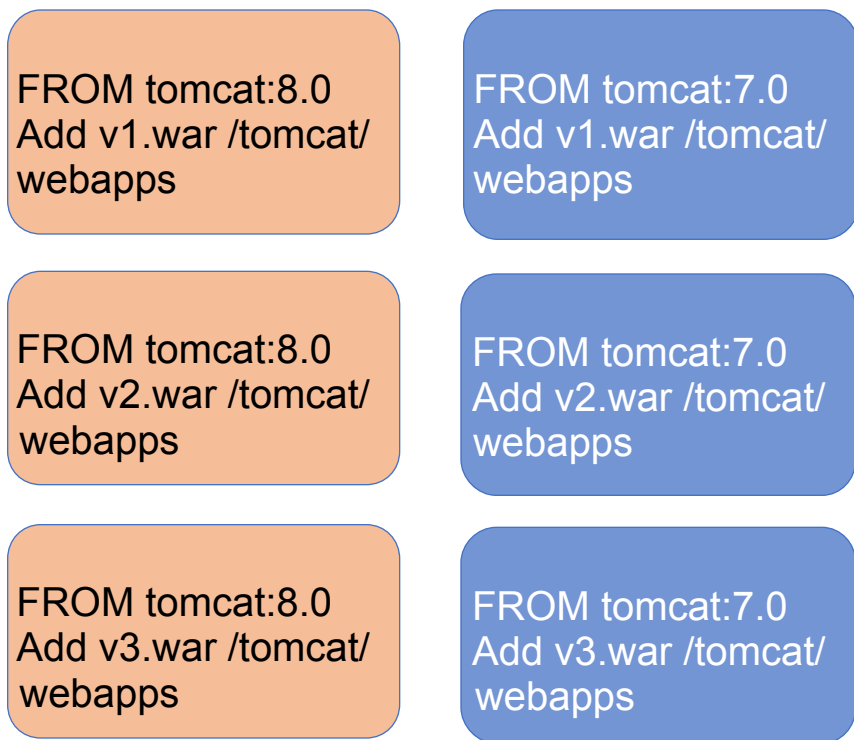 FROM tomcat:8.0
Add v1.war /tomcat/
webapps
FROM tomcat:7.0
Add v1.war /tomcat/
webapps
FROM tomcat:8.0
Add v2.war /tomcat/
webapps
FROM tomcat:7.0
Add v2.war /tomcat/
webapps
FROM tomcat:8.0
Add v3.war /tomcat/
webapps
FROM tomcat:7.0
Add v3.war /tomcat/
webapps